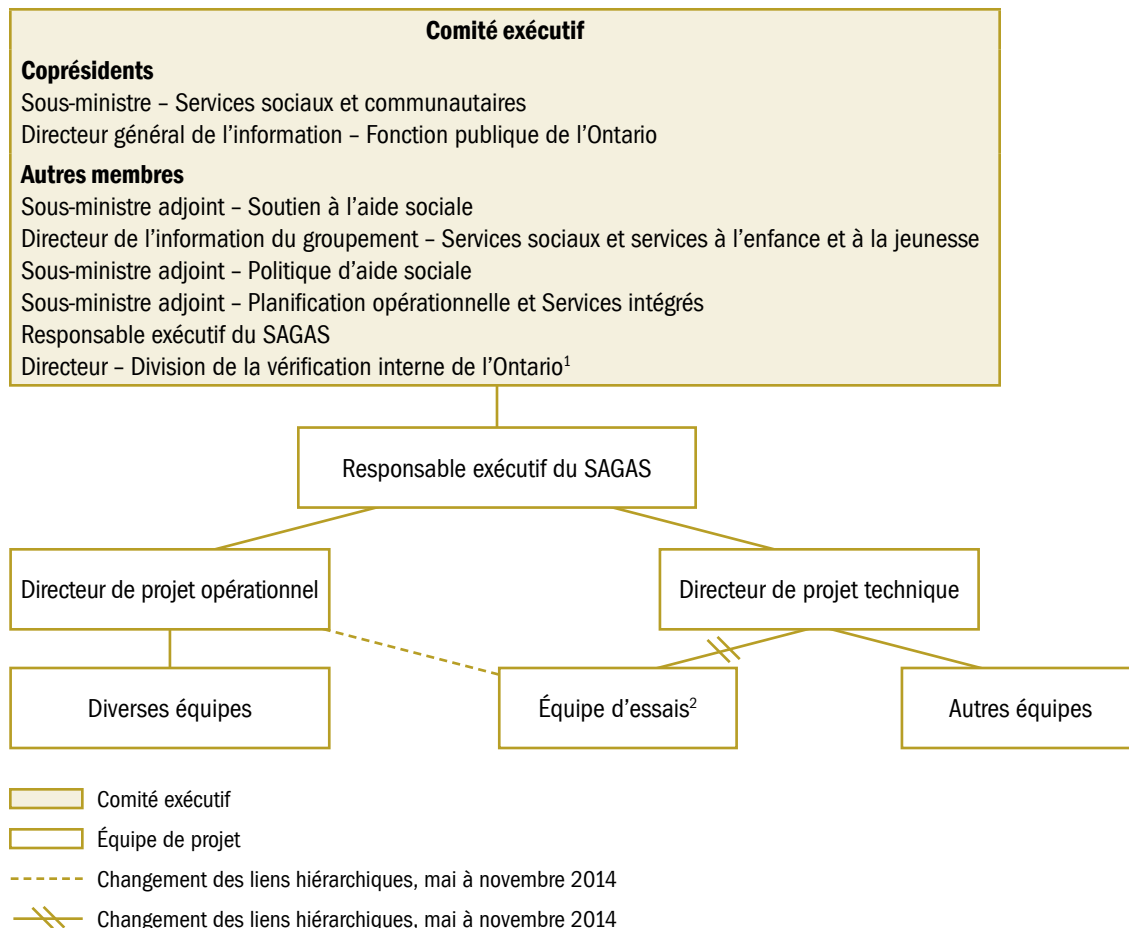 Comité exécutif
Coprésidents
Sous-ministre – Services sociaux et communautaires
Directeur général de l’information – Fonction publique de l’Ontario
Autres membres
Sous-ministre adjoint – Soutien à l’aide sociale
Directeur de l’information du groupement – Services sociaux et services à l’enfance et à la jeunesse
Sous-ministre adjoint – Politique d’aide sociale
Sous-ministre adjoint – Planification opérationnelle et Services intégrés
Responsable exécutif du SAGAS
Directeur – Division de la vérification interne de l’Ontario¹
Responsable exécutif du SAGAS
Directeur de projet opérationnel
Directeur de projet technique
Diverses équipes
Équipe d’essais²
Autres équipes
Comité exécutif
Équipe de projet
Changement des liens hiérarchiques, mai à novembre 2014
Changement des liens hiérarchiques, mai à novembre 2014